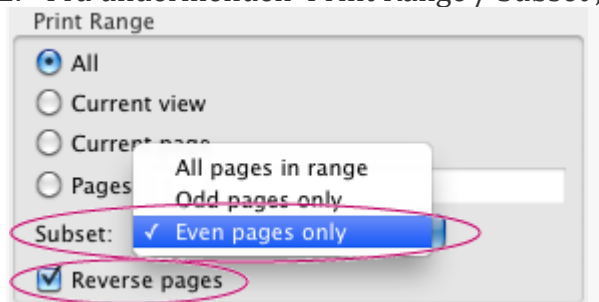 Print Range
All
Current view
Current page
All pages in range
Pages
Odd pages only
Subset: ✓ Even pages only
Reverse pages